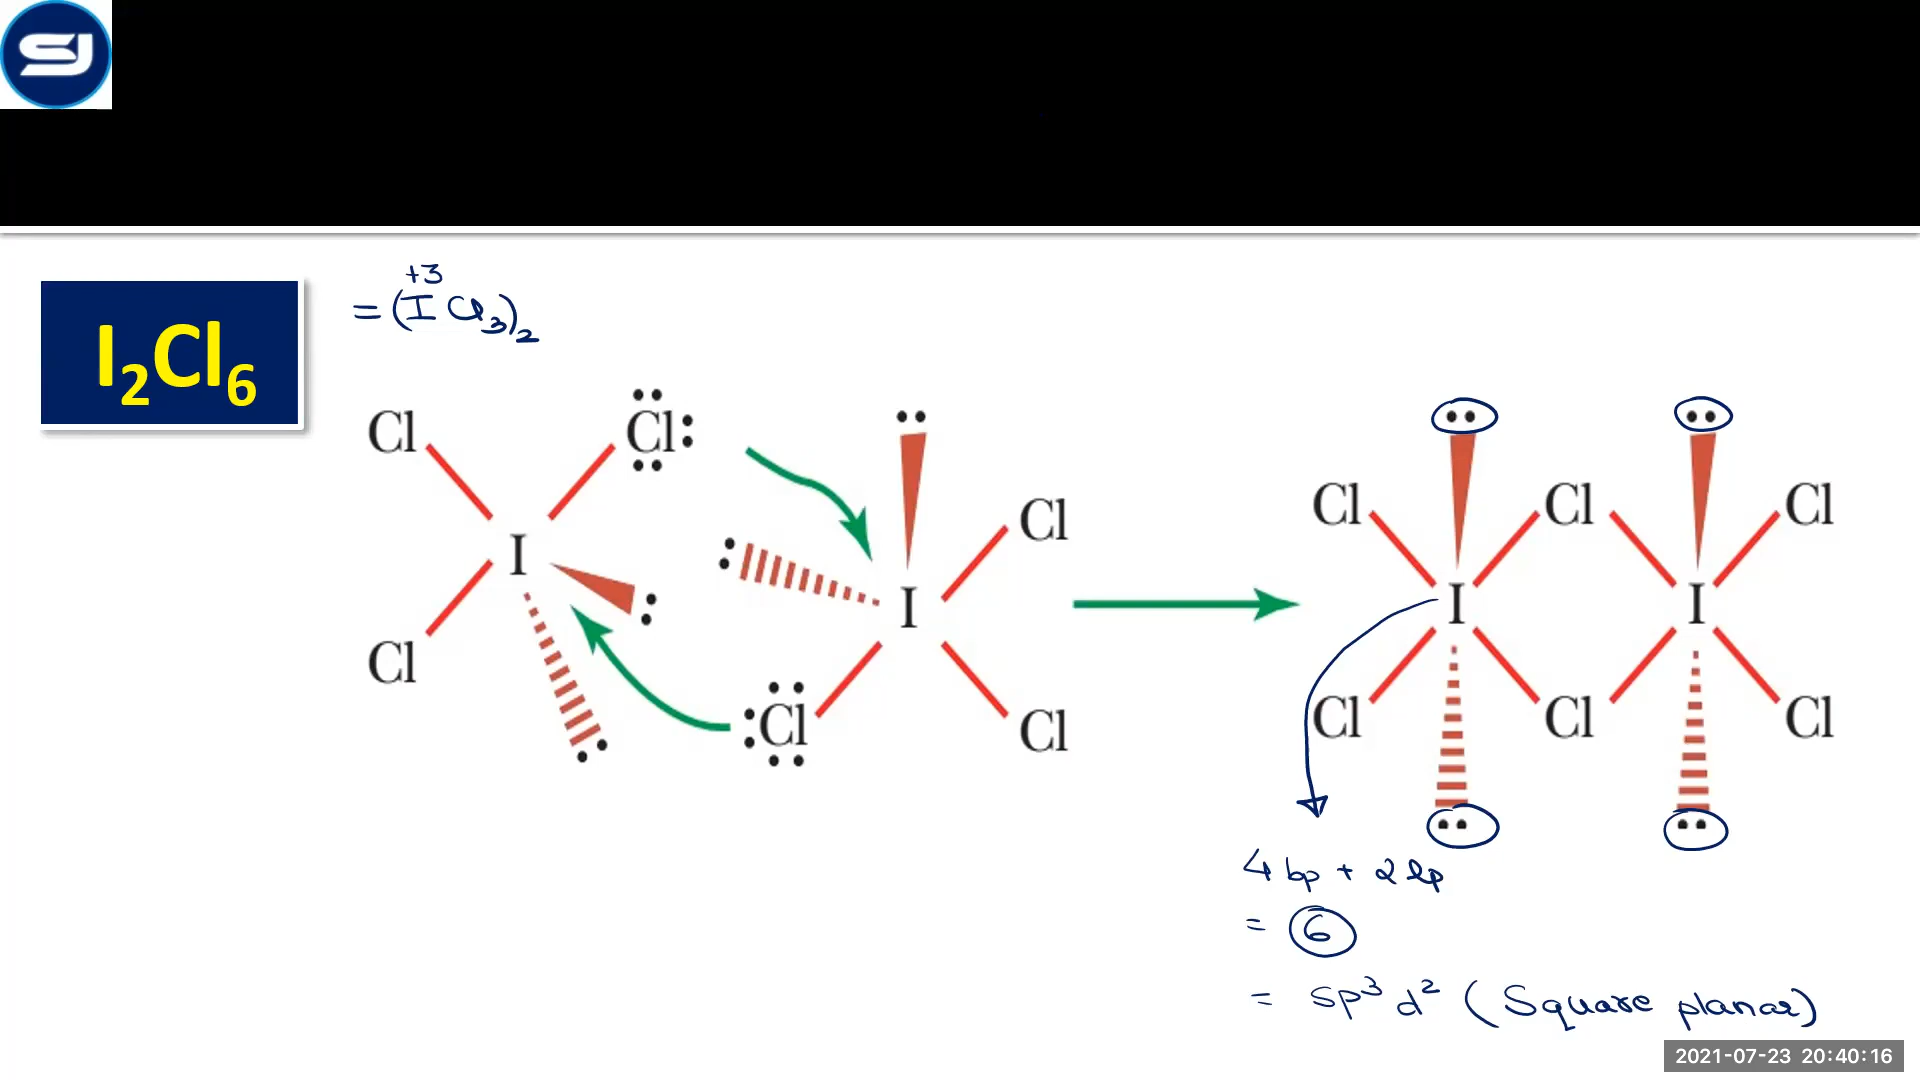 SJ
I₂Cl₆
+3
= (ICl₃)₂
Cl
Cl
I
Cl
Cl
I
Cl
Cl
Cl
Cl
Cl
Cl
I
I
Cl
Cl
Cl
4 bp + 2 lp
= 6
= sp³d² (Square planar)
2021-07-23 20:40:16